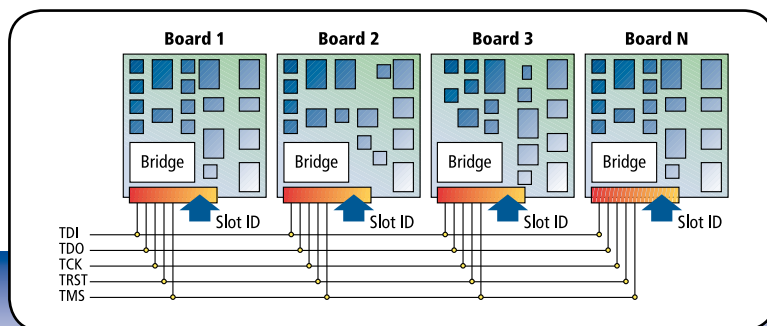 Board 1 Board 2 Board 3 Board N
Bridge Bridge Bridge Bridge
Slot ID Slot ID Slot ID Slot ID
TDI
TDO
TCK
TRST
TMS